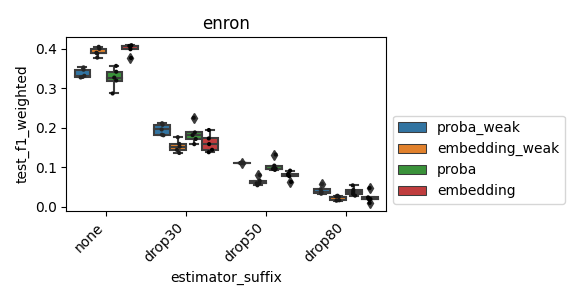 enron
test_f1_weighted
0.4
0.3
0.2
0.1
0.0
none
drop30
drop50
drop80
estimator_suffix
proba_weak
embedding_weak
proba
embedding